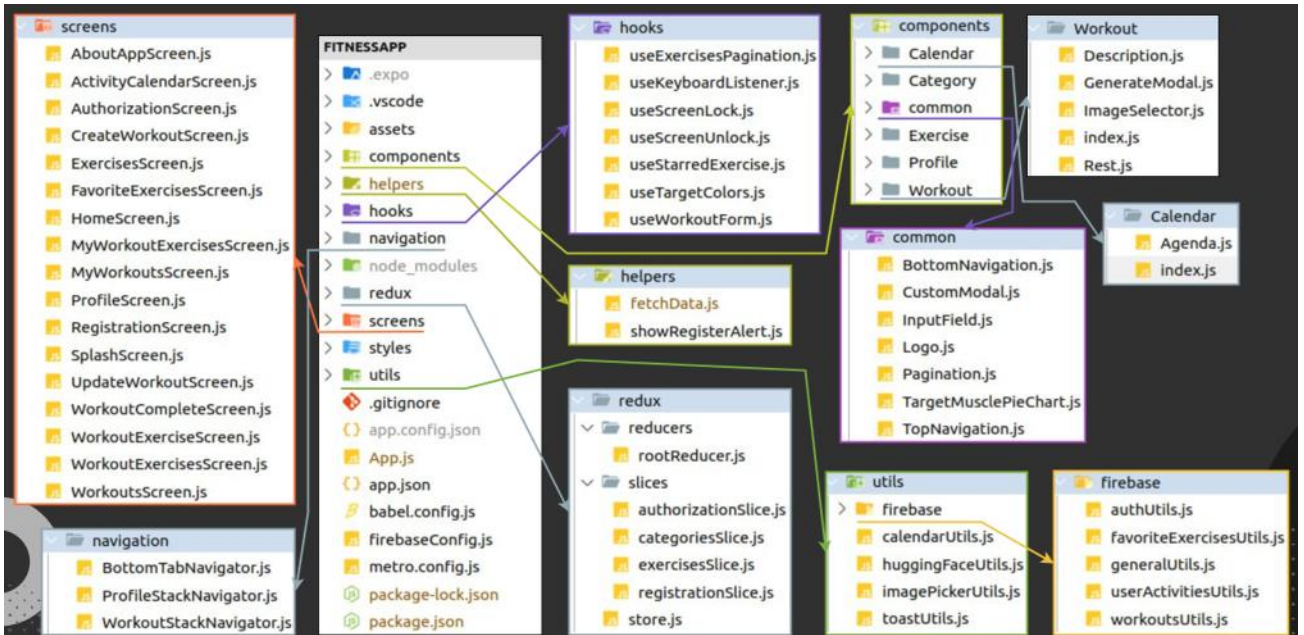 screens
AboutAppScreen.js
ActivityCalendarScreen.js
AuthorizationScreen.js
CreateWorkoutScreen.js
ExercisesScreen.js
FavoriteExercisesScreen.js
HomeScreen.js
MyWorkoutExercisesScreen.js
MyWorkoutsScreen.js
ProfileScreen.js
RegistrationScreen.js
SplashScreen.js
UpdateWorkoutScreen.js
WorkoutCompleteScreen.js
WorkoutExerciseScreen.js
WorkoutExercisesScreen.js
WorkoutsScreen.js
navigation
BottomTabNavigator.js
ProfileStackNavigator.js
WorkoutStackNavigator.js
FITNESSAPP
.expo
.vscode
assets
components
helpers
hooks
navigation
node_modules
redux
screens
styles
utils
.gitignore
app.config.json
App.js
app.json
babel.config.js
firebaseConfig.js
metro.config.js
package-lock.json
package.json
hooks
useExercisesPagination.js
useKeyboardListener.js
useScreenLock.js
useScreenUnlock.js
useStarredExercise.js
useTargetColors.js
useWorkoutForm.js
helpers
fetchData.js
showRegisterAlert.js
redux
reducers
rootReducer.js
slices
authorizationSlice.js
categoriesSlice.js
exercisesSlice.js
registrationSlice.js
store.js
components
Calendar
Category
common
Exercise
Profile
Workout
Workout
Description.js
GenerateModal.js
ImageSelector.js
index.js
Rest.js
Calendar
Agenda.js
index.js
common
BottomNavigation.js
CustomModal.js
InputField.js
Logo.js
Pagination.js
TargetMusclePieChart.js
TopNavigation.js
utils
firebase
calendarUtils.js
huggingFaceUtils.js
imagePickerUtils.js
toastUtils.js
firebase
authUtils.js
favoriteExercisesUtils.js
generalUtils.js
userActivitiesUtils.js
workoutsUtils.js